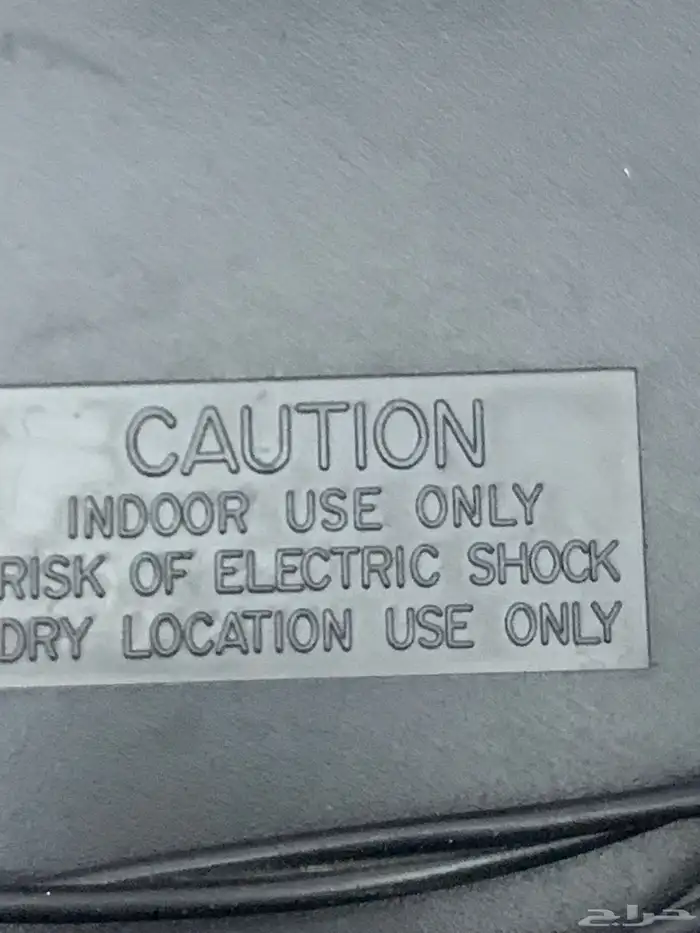 CAUTION
INDOOR USE ONLY
RISK OF ELECTRIC SHOCK
DRY LOCATION USE ONLY
حراج